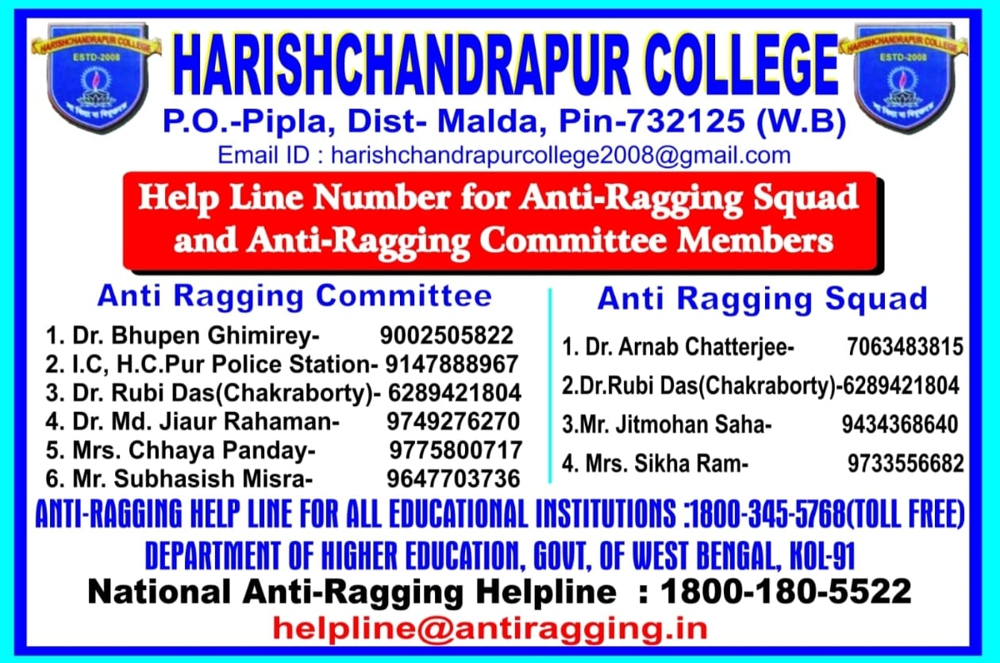 HARISHCHANDRAPUR COLLEGE
ESTD-2008
HARISHCHANDRAPUR COLLEGE
HARISHCHANDRAPUR COLLEGE
ESTD-2008
P.O.-Pipla, Dist- Malda, Pin-732125 (W.B)
Email ID : harishchandrapurcollege2008@gmail.com
Help Line Number for Anti-Ragging Squad
and Anti-Ragging Committee Members
Anti Ragging Committee
1. Dr. Bhupen Ghimirey- 9002505822
2. I.C, H.C.Pur Police Station- 9147888967
3. Dr. Rubi Das(Chakraborty)- 6289421804
4. Dr. Md. Jiaur Rahaman- 9749276270
5. Mrs. Chhaya Panday- 9775800717
6. Mr. Subhasish Misra- 9647703736
Anti Ragging Squad
1. Dr. Arnab Chatterjee- 7063483815
2.Dr.Rubi Das(Chakraborty)-6289421804
3.Mr. Jitmohan Saha- 9434368640
4. Mrs. Sikha Ram- 9733556682
ANTI-RAGGING HELP LINE FOR ALL EDUCATIONAL INSTITUTIONS :1800-345-5768(TOLL FREE)
DEPARTMENT OF HIGHER EDUCATION, GOVT, OF WEST BENGAL, KOL-91
National Anti-Ragging Helpline : 1800-180-5522
helpline@antiragging.in